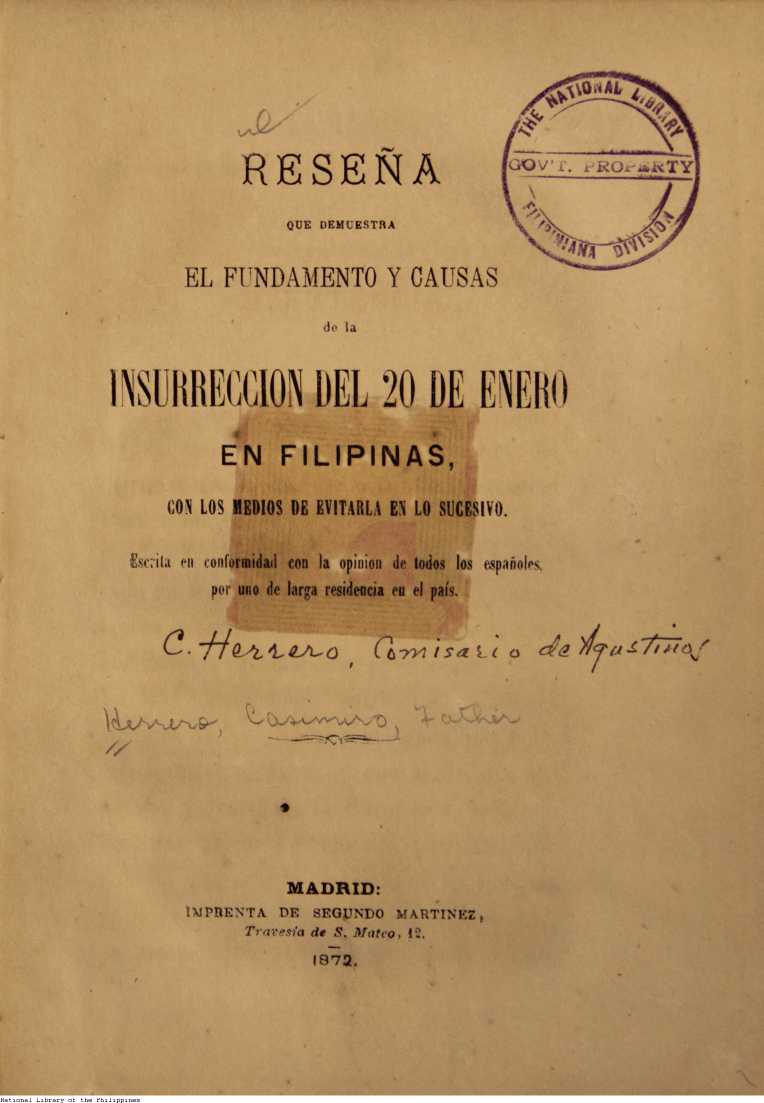 THE NATIONAL LIBRARY
GOV'T. PROPERTY
FILIPINIANA DIVISION
RESEÑA
QUE DEMUESTRA
EL FUNDAMENTO Y CAUSAS
de la
INSURRECCION DEL 20 DE ENERO
EN FILIPINAS,
CON LOS MEDIOS DE EVITARLA EN LO SUCESIVO.
Escrita en conformidad con la opinion de todos los españoles,
por uno de larga residencia en el país.
C. Herrero, Comisario de Agustinos
Herrero, Casimiro, Father
MADRID:
IMPRENTA DE SEGUNDO MARTINEZ,
Travesía de S. Mateo, 12.
1872.
National Library of the Philippines